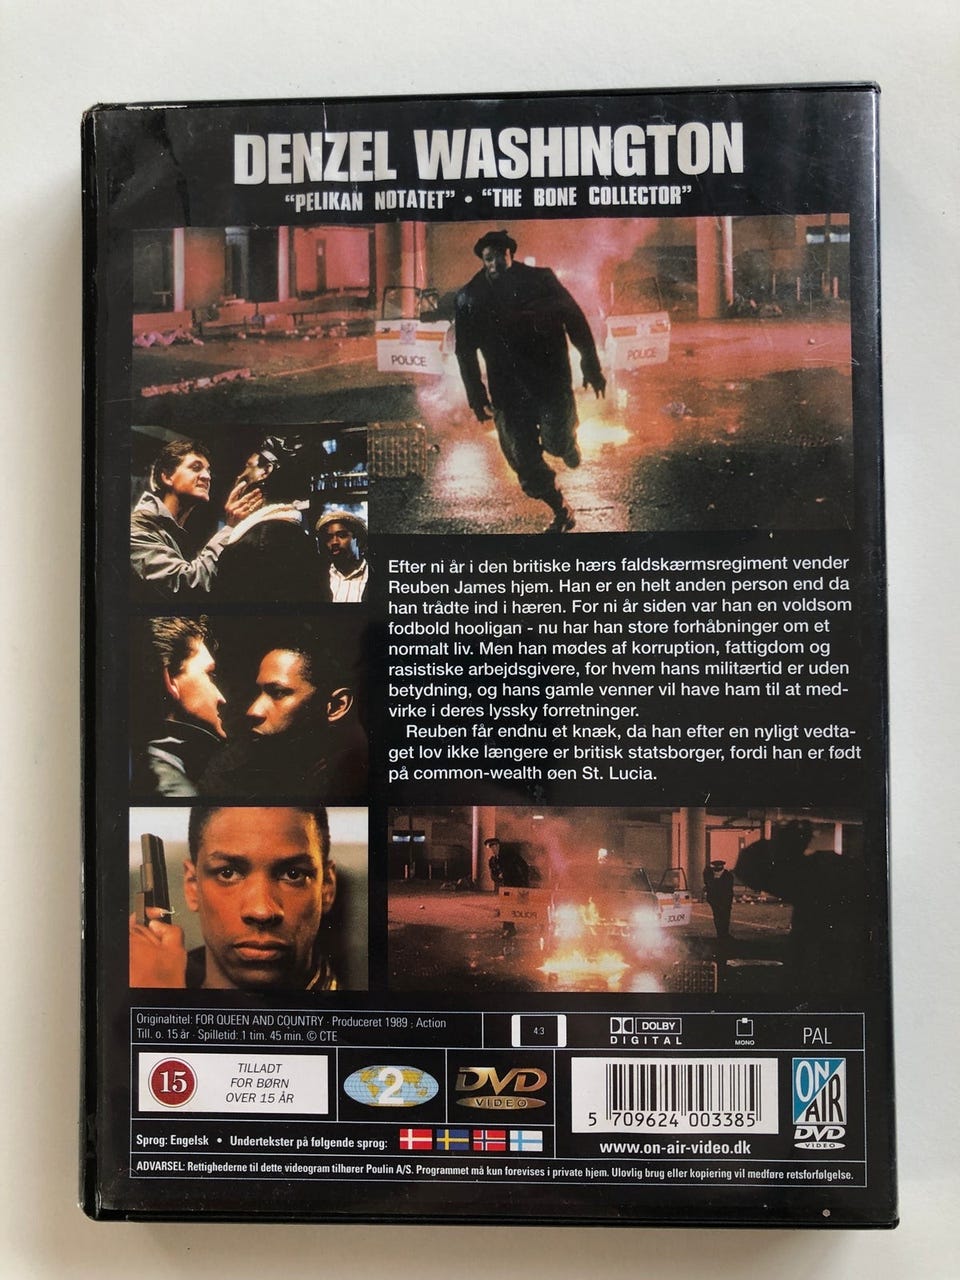 DENZEL WASHINGTON
"PELIKAN NOTATET" • "THE BONE COLLECTOR"
POLICE
POLICE
Efter ni år i den britiske hærs faldskærmsregiment vender
Reuben James hjem. Han er en helt anden person end da
han trådte ind i hæren. For ni år siden var han en voldsom
fodbold hooligan - nu har han store forhåbninger om et
normalt liv. Men han mødes af korruption, fattigdom og
rasistiske arbejdsgivere, for hvem hans militærtid er uden
betydning, og hans gamle venner vil have ham til at med-
virke i deres lyssky forretninger.
Reuben får endnu et knæk, da han efter en nyligt vedta-
get lov ikke længere er britisk statsborger, fordi han er født
på common-wealth øen St. Lucia.
POLICE
POLICE
Originaltitel: FOR QUEEN AND COUNTRY · Produceret 1989 ; Action
Till. o. 15 år · Spilletid: 1 tim. 45 min. © CTE
4:3
DOLBY
DIGITAL
MONO
PAL
15
TILLADT
FOR BØRN
OVER 15 ÅR
2
DVD
VIDEO
5 709624 003385
ON
AIR
DVD
VIDEO
www.on-air-video.dk
Sprog: Engelsk • Undertekster på følgende sprog:
ADVARSEL: Rettighederne til dette videogram tilhører Poulin A/S. Programmet må kun forevises i private hjem. Ulovlig brug eller kopiering vil medføre retsforfølgelse.